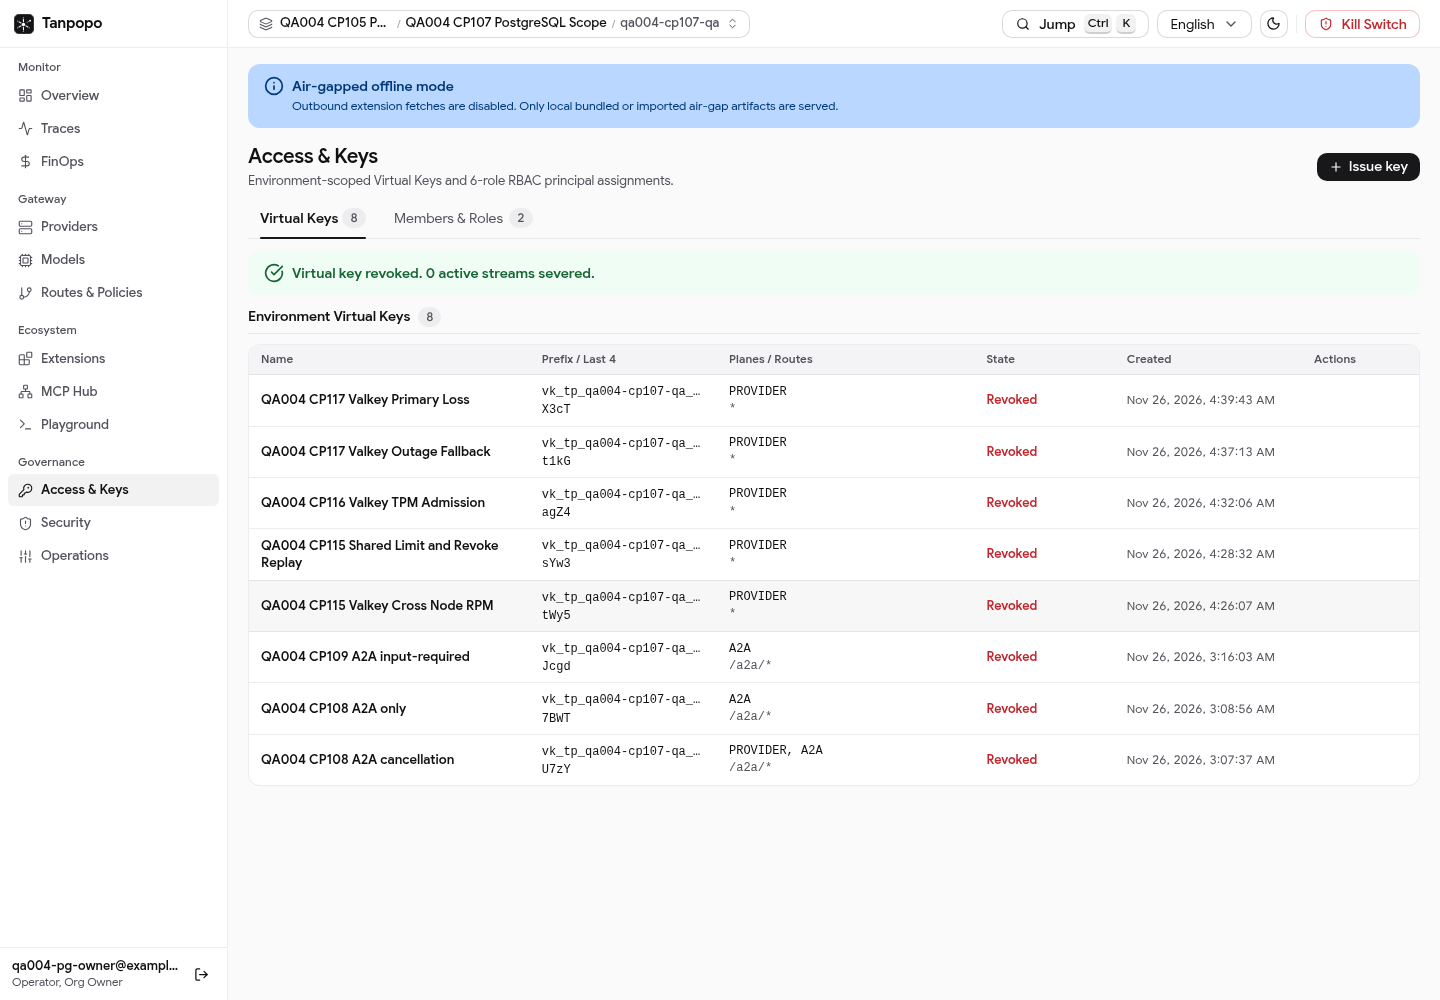 Tanpopo
QA004 CP105 P... / QA004 CP107 PostgreSQL Scope / qa004-cp107-qa
Jump Ctrl K
English
Kill Switch
Monitor
Overview
Traces
FinOps
Gateway
Providers
Models
Routes & Policies
Ecosystem
Extensions
MCP Hub
Playground
Governance
Access & Keys
Security
Operations
qa004-pg-owner@exampl...
Operator, Org Owner
Air-gapped offline mode
Outbound extension fetches are disabled. Only local bundled or imported air-gap artifacts are served.
Access & Keys
Environment-scoped Virtual Keys and 6-role RBAC principal assignments.
Issue key
Virtual Keys 8 Members & Roles 2
Virtual key revoked. 0 active streams severed.
Environment Virtual Keys 8
Name Prefix / Last 4 Planes / Routes State Created Actions
QA004 CP117 Valkey Primary Loss vk_tp_qa004-cp107-qa_… PROVIDER Revoked Nov 26, 2026, 4:39:43 AM
X3cT *
QA004 CP117 Valkey Outage Fallback vk_tp_qa004-cp107-qa_… PROVIDER Revoked Nov 26, 2026, 4:37:13 AM
t1kG *
QA004 CP116 Valkey TPM Admission vk_tp_qa004-cp107-qa_… PROVIDER Revoked Nov 26, 2026, 4:32:06 AM
agZ4 *
QA004 CP115 Shared Limit and Revoke vk_tp_qa004-cp107-qa_… PROVIDER Revoked Nov 26, 2026, 4:28:32 AM
Replay sYw3 *
QA004 CP115 Valkey Cross Node RPM vk_tp_qa004-cp107-qa_… PROVIDER Revoked Nov 26, 2026, 4:26:07 AM
tWy5 *
QA004 CP109 A2A input-required vk_tp_qa004-cp107-qa_… A2A Revoked Nov 26, 2026, 3:16:03 AM
Jcgd /a2a/*
QA004 CP108 A2A only vk_tp_qa004-cp107-qa_… A2A Revoked Nov 26, 2026, 3:08:56 AM
7BWT /a2a/*
QA004 CP108 A2A cancellation vk_tp_qa004-cp107-qa_… PROVIDER, A2A Revoked Nov 26, 2026, 3:07:37 AM
U7zY /a2a/*